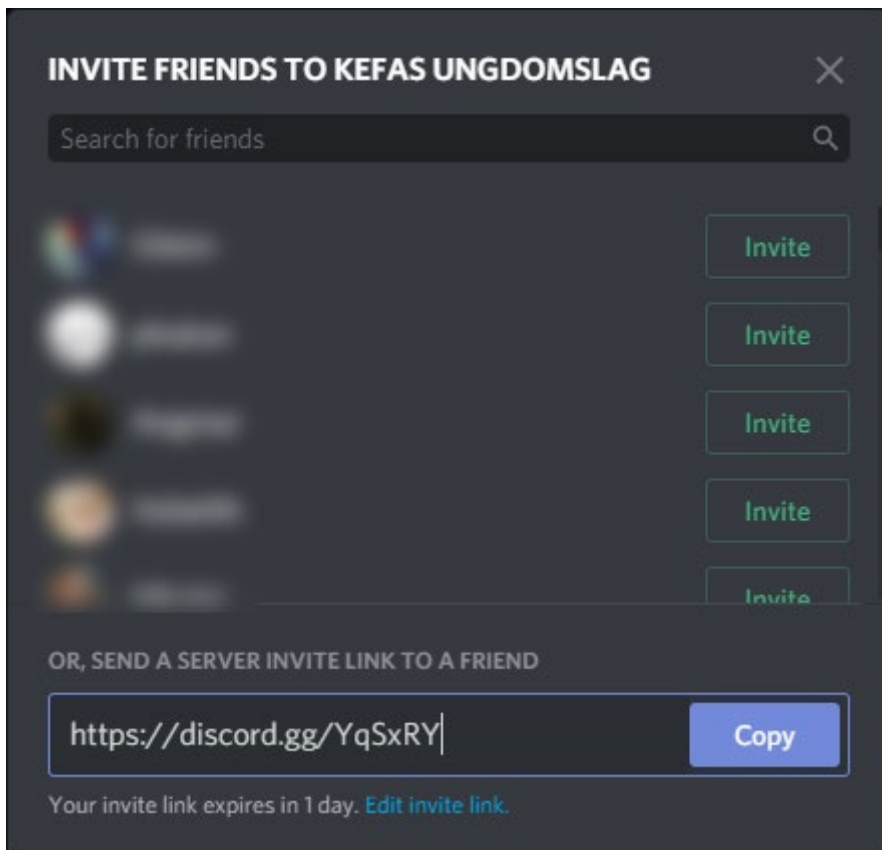 INVITE FRIENDS TO KEFAS UNGDOMSLAG
Search for friends
Invite
Invite
Invite
Invite
Invite
OR, SEND A SERVER INVITE LINK TO A FRIEND
https://discord.gg/YqSxRY
Copy
Your invite link expires in 1 day. Edit invite link.